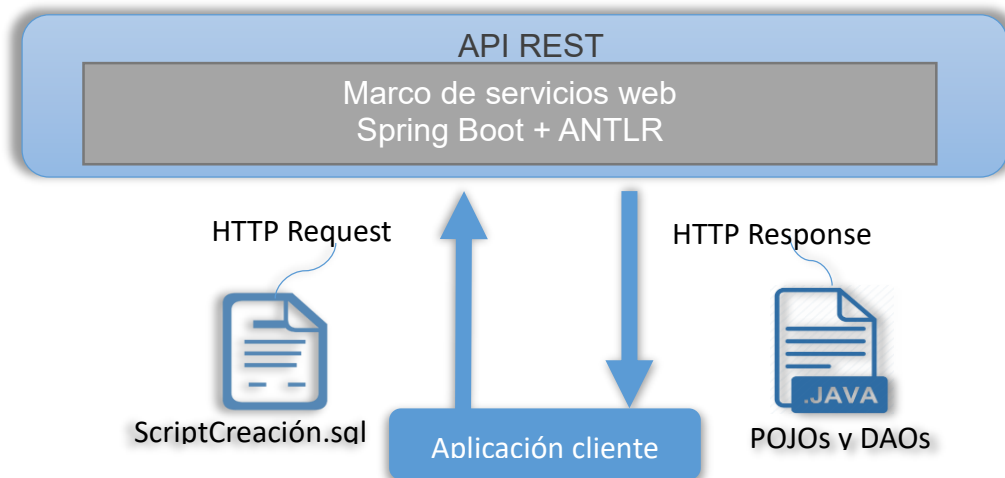 API REST
Marco de servicios web
Spring Boot + ANTLR
HTTP Request
HTTP Response
.JAVA
ScriptCreación.sql
Aplicación cliente
POJOs y DAOs